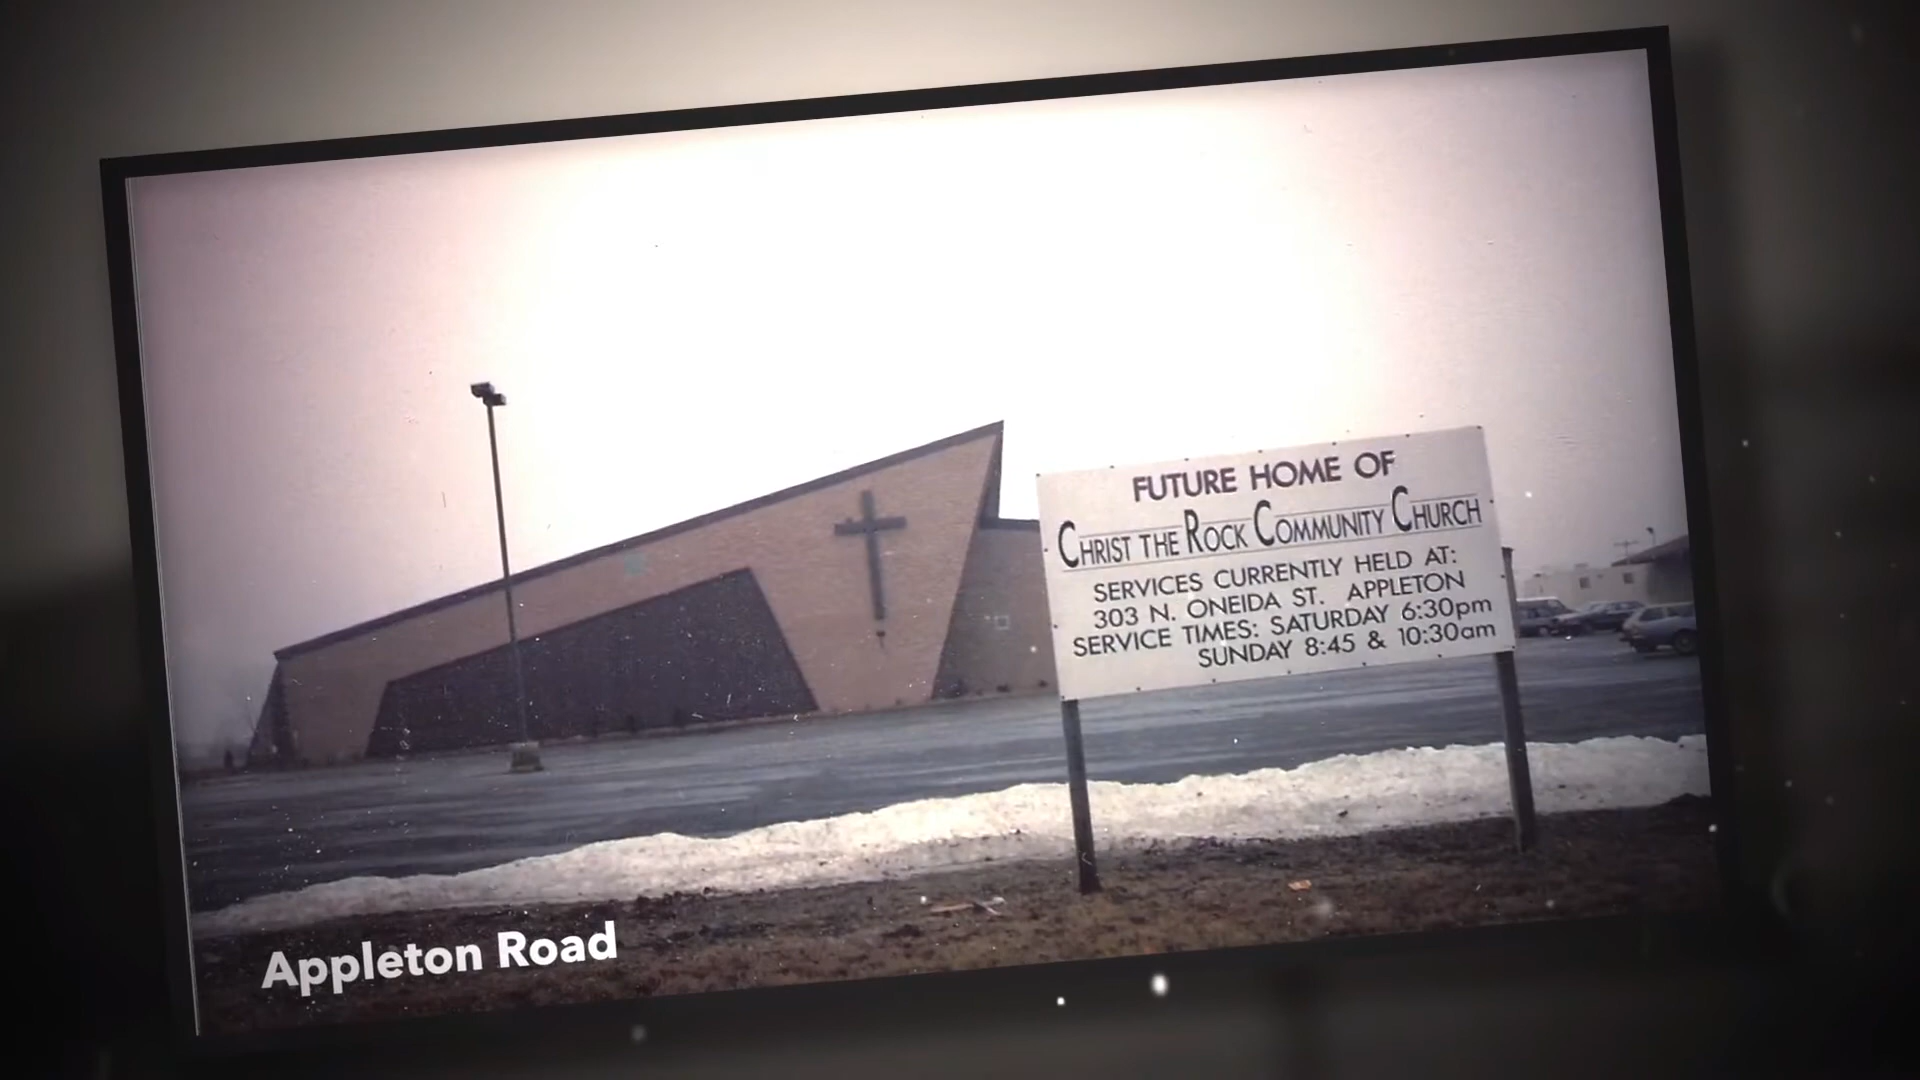 FUTURE HOME OF
CHRIST THE ROCK COMMUNITY CHURCH
SERVICES CURRENTLY HELD AT:
303 N. ONEIDA ST. APPLETON
SERVICE TIMES: SATURDAY 6:30pm
SUNDAY 8:45 & 10:30am
Appleton Road